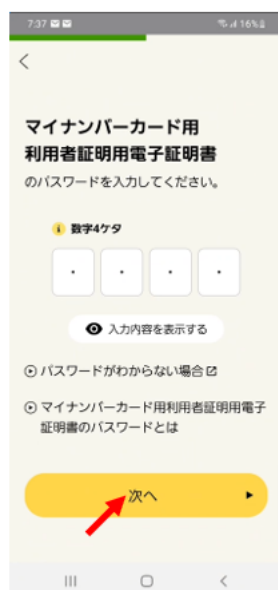 7:37 16%
マイナンバーカード用
利用者証明用電子証明書
のパスワードを入力してください。
数字4ケタ
入力内容を表示する
パスワードがわからない場合
マイナンバーカード用利用者証明用電子
証明書のパスワードとは
次へ